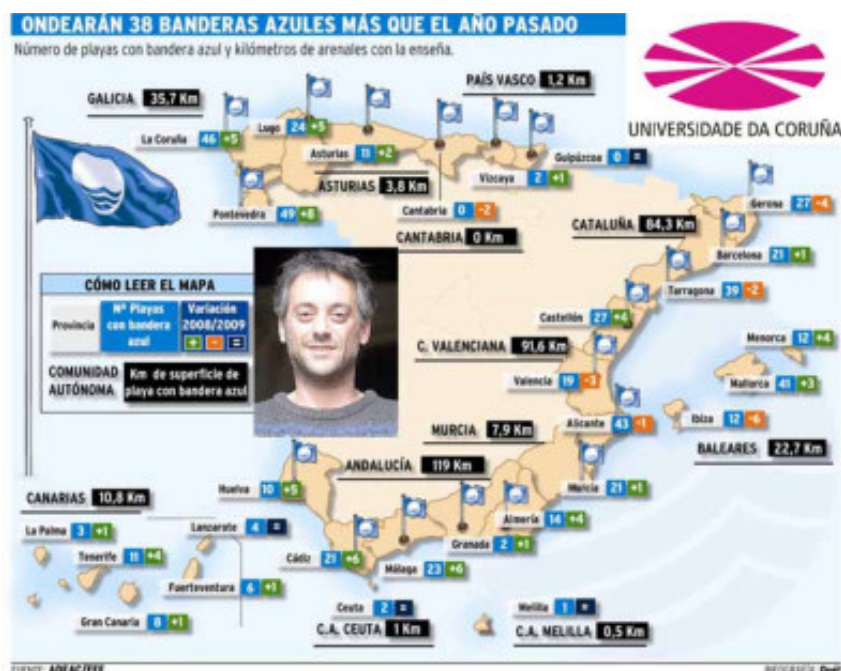 ONDEARÁN 38 BANDERAS AZULES MÁS QUE EL AÑO PASADO
Número de playas con bandera azul y kilómetros de arenales con la enseña.
UNIVERSIDADE DA CORUÑA
PAÍS VASCO 1,2 Km
GALICIA 35,7 Km
La Coruña 46 +5
Lugo 24 +5
Asturias 11 +2
ASTURIAS 3,8 Km
Guipúzcoa 0 =
Vizcaya 2 +1
Pontevedra 49 +8
Cantabria 0 -2
CANTABRIA 0 Km
CATALUÑA 84,3 Km
Gerona 27 -4
Barcelona 21 +1
Tarragona 39 -2
CÓMO LEER EL MAPA
Provincia
Nº Playas con bandera azul
Variación 2008/2009
+ - =
COMUNIDAD AUTÓNOMA
Km de superficie de playa con bandera azul
Castellón 27 +4
C. VALENCIANA 91,6 Km
Valencia 19 -3
Menorca 12 +4
Mallorca 41 +3
Ibiza 12 -6
BALEARES 22,7 Km
Alicante 43 -1
MURCIA 7,9 Km
Murcia 21 +1
ANDALUCÍA 119 Km
Huelva 10 +5
Almería 14 +4
Granada 2 +1
Cádiz 21 +6
Málaga 23 +6
CANARIAS 10,8 Km
La Palma 3 +1
Lanzarote 4 =
Tenerife 11 +4
Fuerteventura 6 +1
Gran Canaria 8 +1
Ceuta 2 =
C.A. CEUTA 1 Km
Melilla 1 =
C.A. MELILLA 0,5 Km